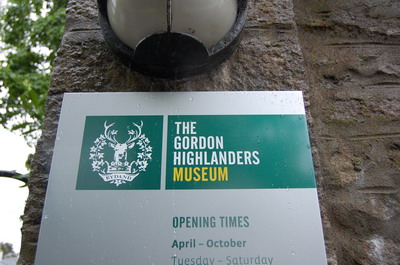 BYDAND
THE
GORDON
HIGHLANDERS
MUSEUM
OPENING TIMES
April – October
Tuesday – Saturday